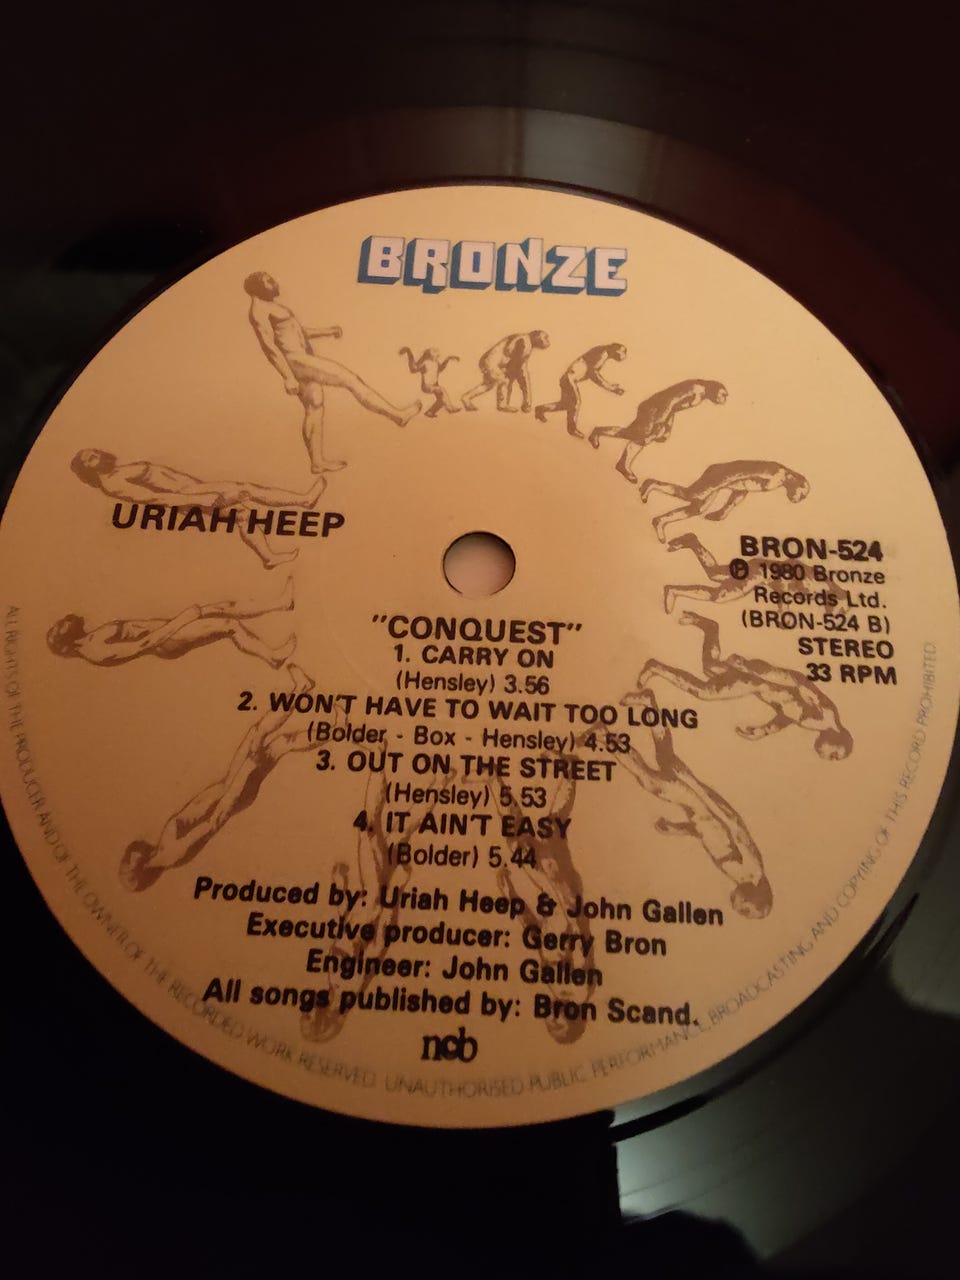 BRONZE
URIAH HEEP
BRON-524
Ⓟ 1980 Bronze
Records Ltd.
(BRON-524 B)
STEREO
33 RPM
"CONQUEST"
1. CARRY ON
(Hensley) 3.56
2. WON'T HAVE TO WAIT TOO LONG
(Bolder - Box - Hensley) 4.53
3. OUT ON THE STREET
(Hensley) 5.53
4. IT AIN'T EASY
(Bolder) 5.44
Produced by: Uriah Heep & John Gallen
Executive producer: Gerry Bron
Engineer: John Gallen
All songs published by: Bron Scand.
ncb
ALL RIGHTS OF THE PRODUCER AND OF THE OWNER OF THE RECORDED WORK RESERVED UNAUTHORISED PUBLIC PERFORMANCE, BROADCASTING AND COPYING OF THIS RECORD PROHIBITED